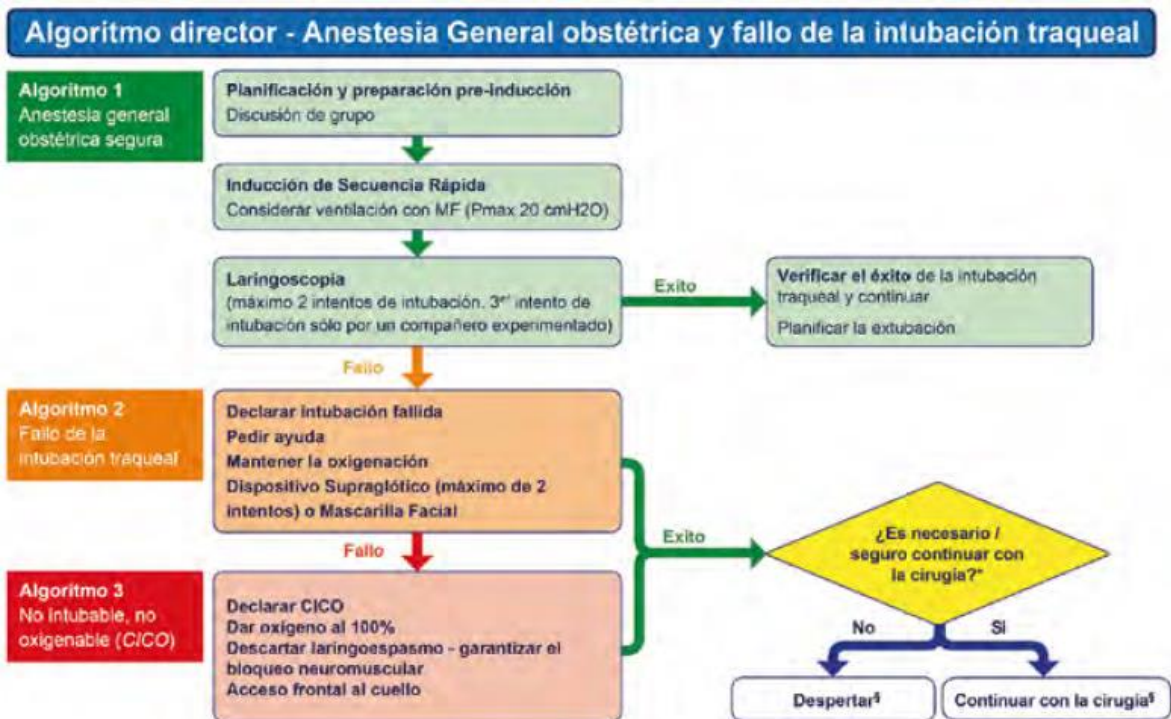 Algoritmo director - Anestesia General obstétrica y fallo de la intubación traqueal
Algoritmo 1
Anestesia general
obstétrica segura
Planificación y preparación pre-inducción
Discusión de grupo
Inducción de Secuencia Rápida
Considerar ventilación con MF (Pmax 20 cmH2O)
Laringoscopia
(máximo 2 intentos de intubación. 3er intento de
intubación sólo por un compañero experimentado)
Exito
Verificar el éxito de la intubación
traqueal y continuar
Planificar la extubación
Fallo
Algoritmo 2
Fallo de la
intubación traqueal
Declarar intubación fallida
Pedir ayuda
Mantener la oxigenación
Dispositivo Supraglótico (máximo de 2
intentos) o Mascarilla Facial
Exito
¿Es necesario /
seguro continuar con
la cirugía?*
Fallo
Algoritmo 3
No intubable, no
oxigenable (CICO)
Declarar CICO
Dar oxígeno al 100%
Descartar laringoespasmo - garantizar el
bloqueo neuromuscular
Acceso frontal al cuello
No
Si
Despertar§
Continuar con la cirugía§